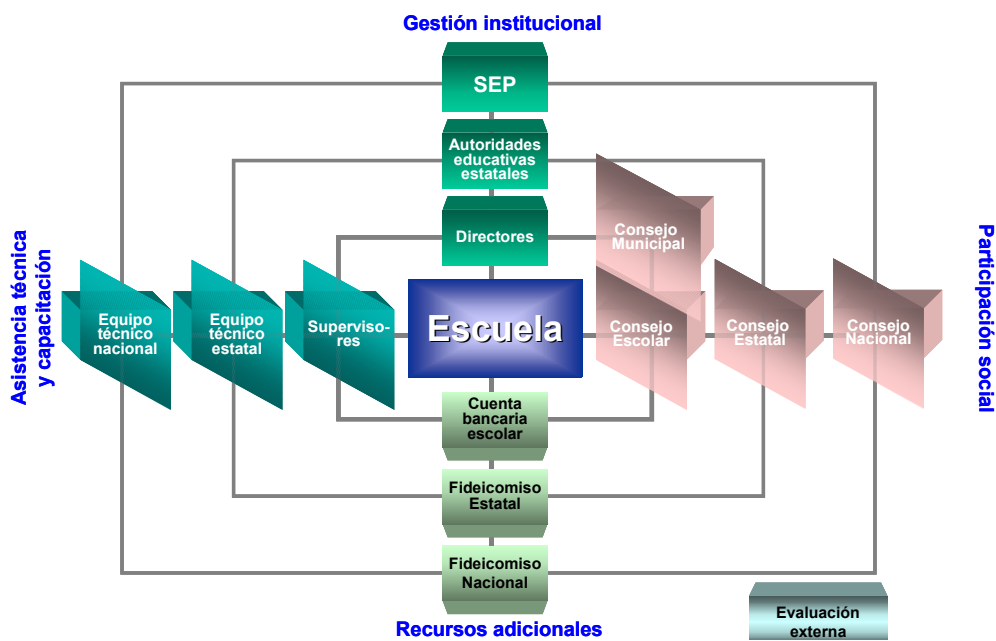 Gestión institucional
SEP
Autoridades
educativas
estatales
Directores
Consejo
Municipal
Asistencia técnica
y capacitación
Equipo
técnico
nacional
Equipo
técnico
estatal
Superviso-
res
Escuela
Consejo
Escolar
Consejo
Estatal
Consejo
Nacional
Participación social
Cuenta
bancaria
escolar
Fideicomiso
Estatal
Fideicomiso
Nacional
Recursos adicionales
Evaluación
externa